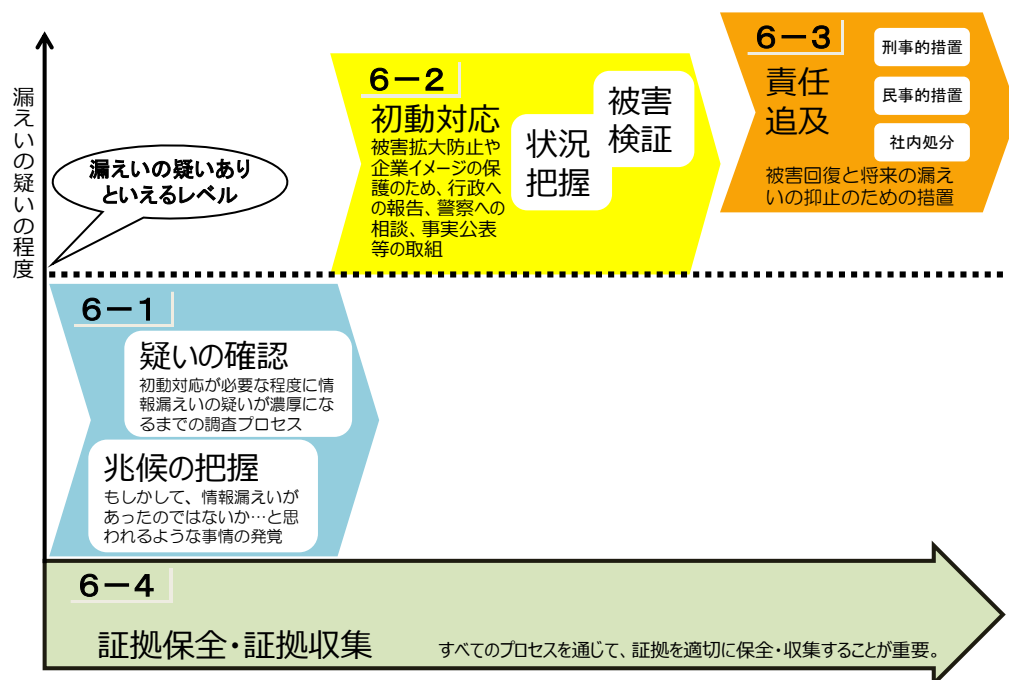 漏えいの疑いの程度
漏えいの疑いあり
といえるレベル
6-1
疑いの確認
初動対応が必要な程度に情
報漏えいの疑いが濃厚にな
るまでの調査プロセス
兆候の把握
もしかして、情報漏えいが
あったのではないか…と思
われるような事情の発覚
6-2
初動対応
被害拡大防止や
企業イメージの保
護のため、行政へ
の報告、警察への
相談、事実公表
等の取組
状況
把握
被害
検証
6-3
責任
追及
刑事的措置
民事的措置
社内処分
被害回復と将来の漏え
いの抑止のための措置
6-4
証拠保全・証拠収集
すべてのプロセスを通じて、証拠を適切に保全・収集することが重要。